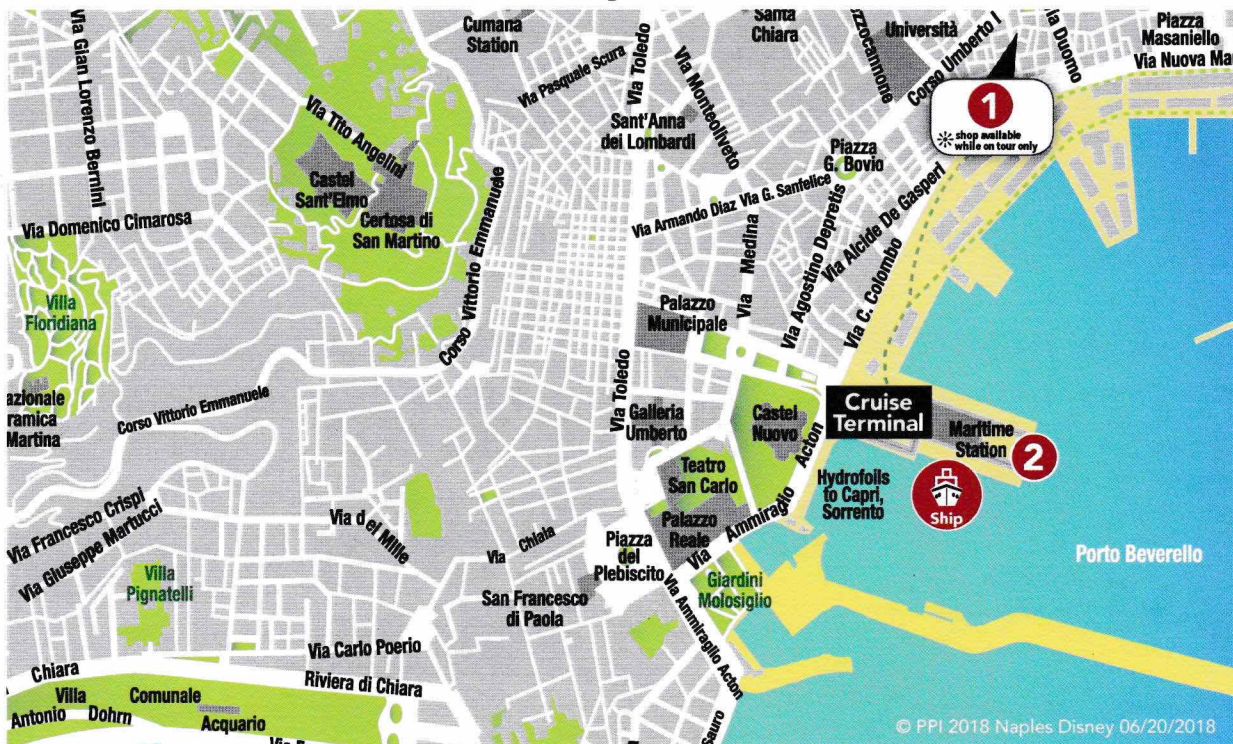 Via Gian Lorenzo Bernini
Cumana
Station
Via Toledo
Santa
Chiara
ezzocannone
Università
Corso Umberto I
Via Duomo
Piazza
Masaniello
Via Nuova Mar
Via Pasquale Scura
Via Monteoliveto
1
shop available
while on tour only
Via Tito Angelini
Sant'Anna
dei Lombardi
Piazza
G. Bovio
Castel
Sant'Elmo
Certosa di
San Martino
Corso Vittorio Emmanuele
Via Armando Diaz
Via G. Sanfelice
Via Domenico Cimarosa
Via Medina
Via Agostino Depretis
Via Alcide De Gasperi
Via C. Colombo
Villa
Floridiana
Palazzo
Municipale
Via Toledo
azionale
ramica
Martina
Corso Vittorio Emmanuele
Galleria
Umberto
Castel
Nuovo
Cruise
Terminal
Maritime
Station
2
Teatro
San Carlo
Hydrofoils
to Capri,
Sorrento
Ship
Via Francesco Crispi
Via Giuseppe Martucci
Via d el Mille
Via Chiaia
Piazza
del
Plebiscito
Palazzo
Reale
Via Ammiraglio Acton
Porto Beverello
Villa
Pignatelli
San Francesco
di Paola
Giardini
Molosiglio
Via Ammiraglio Acton
Via Carlo Poerio
Chiara
Riviera di Chiara
Villa Comunale
Antonio Dohrn
Acquario
Sauro
© PPI 2018 Naples Disney 06/20/2018